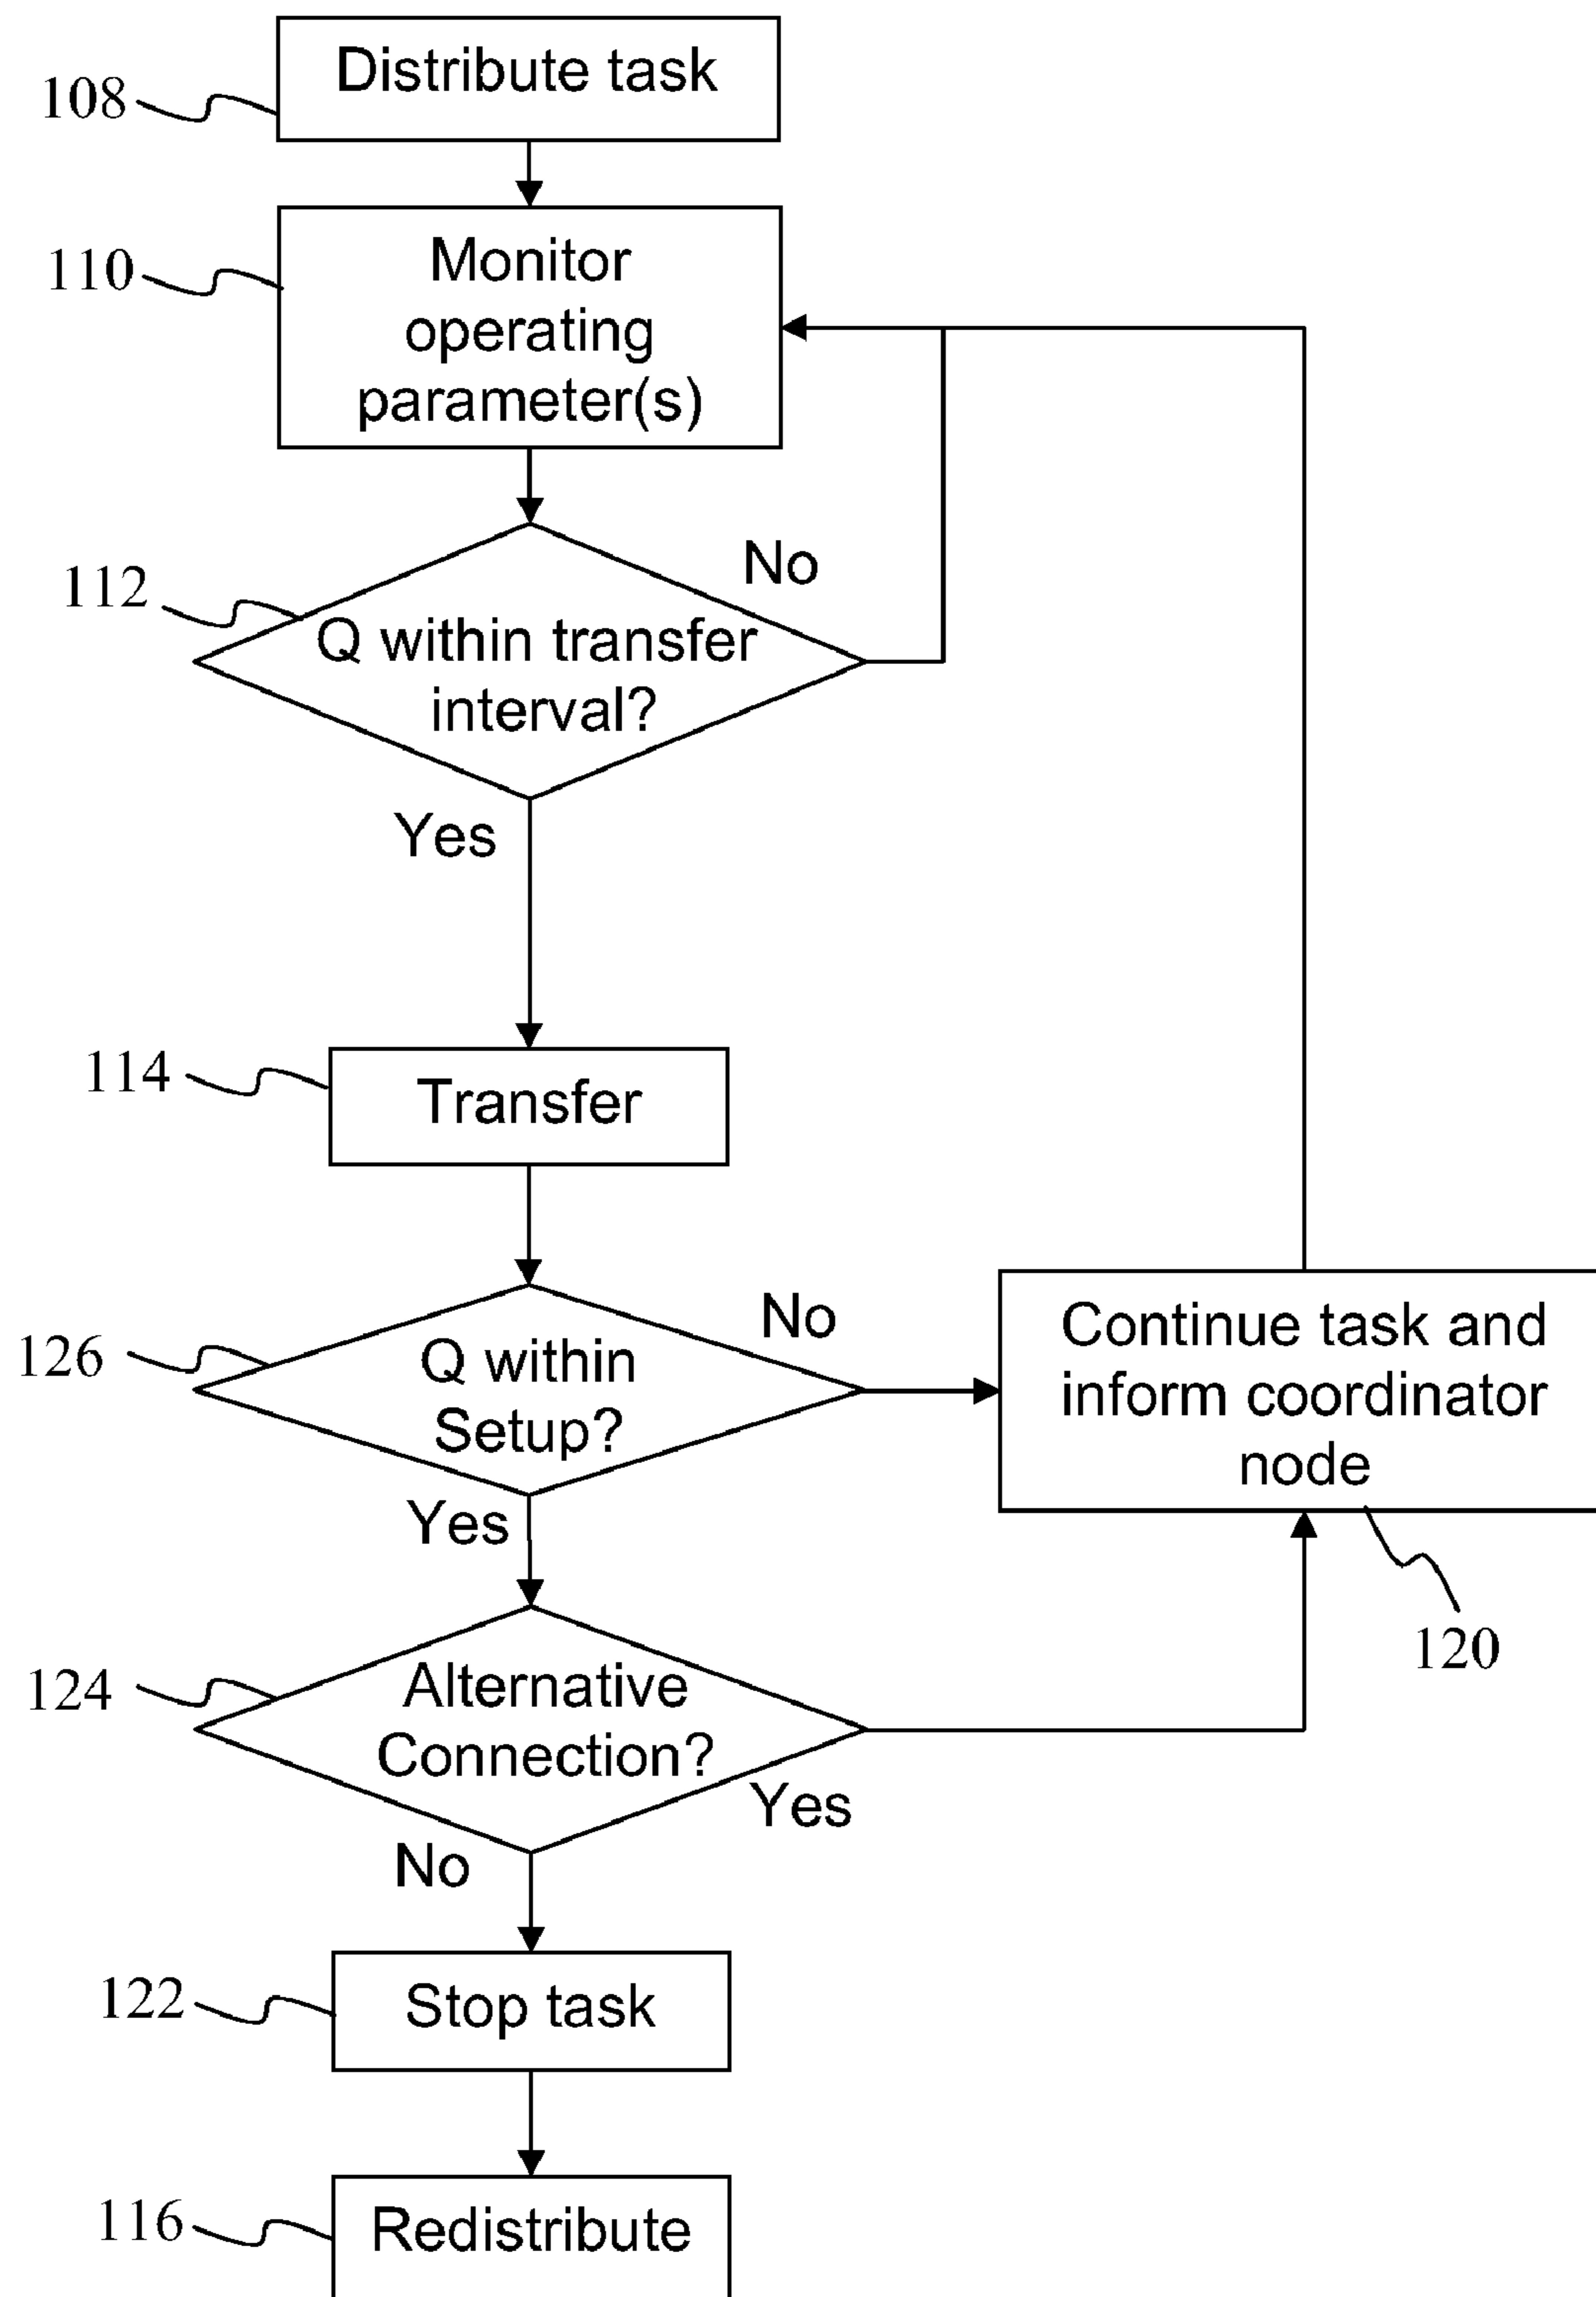 Distribute task
108
Monitor
operating
parameter(s)
110
No
112
Q within transfer
interval?
Yes
114
Transfer
No
126
Q within
Setup?
Continue task and
inform coordinator
node
Yes
120
124
Alternative
Connection?
Yes
No
122
Stop task
116
Redistribute